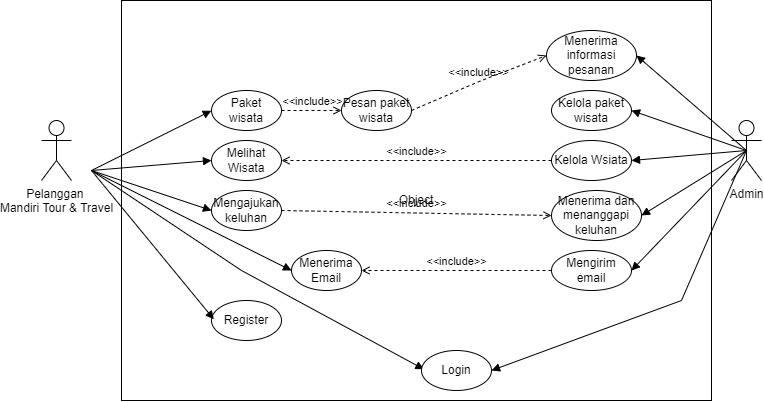 Menerima
informasi
pesanan
<<include>>
Paket
wisata
<<include>>
Pesan paket
wisata
Kelola paket
wisata
Melihat
Wisata
<<include>>
Kelola Wsiata
Pelanggan
Mandiri Tour & Travel
Admin
Mengajukan
keluhan
Object
<<include>>
Menerima dan
menanggapi
keluhan
Menerima
Email
<<include>>
Mengirim
email
Register
Login